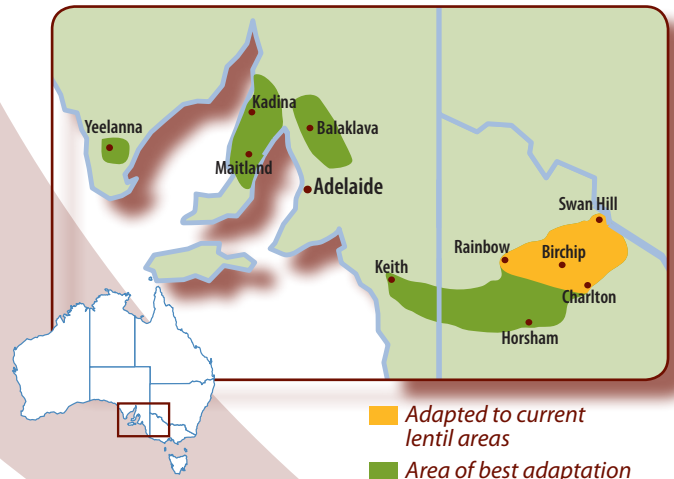 Kadina
Yeelanna
Balaklava
Maitland
Adelaide
Swan Hill
Rainbow
Birchip
Keith
Charlton
Horsham
Adapted to current
lentil areas
Area of best adaptation